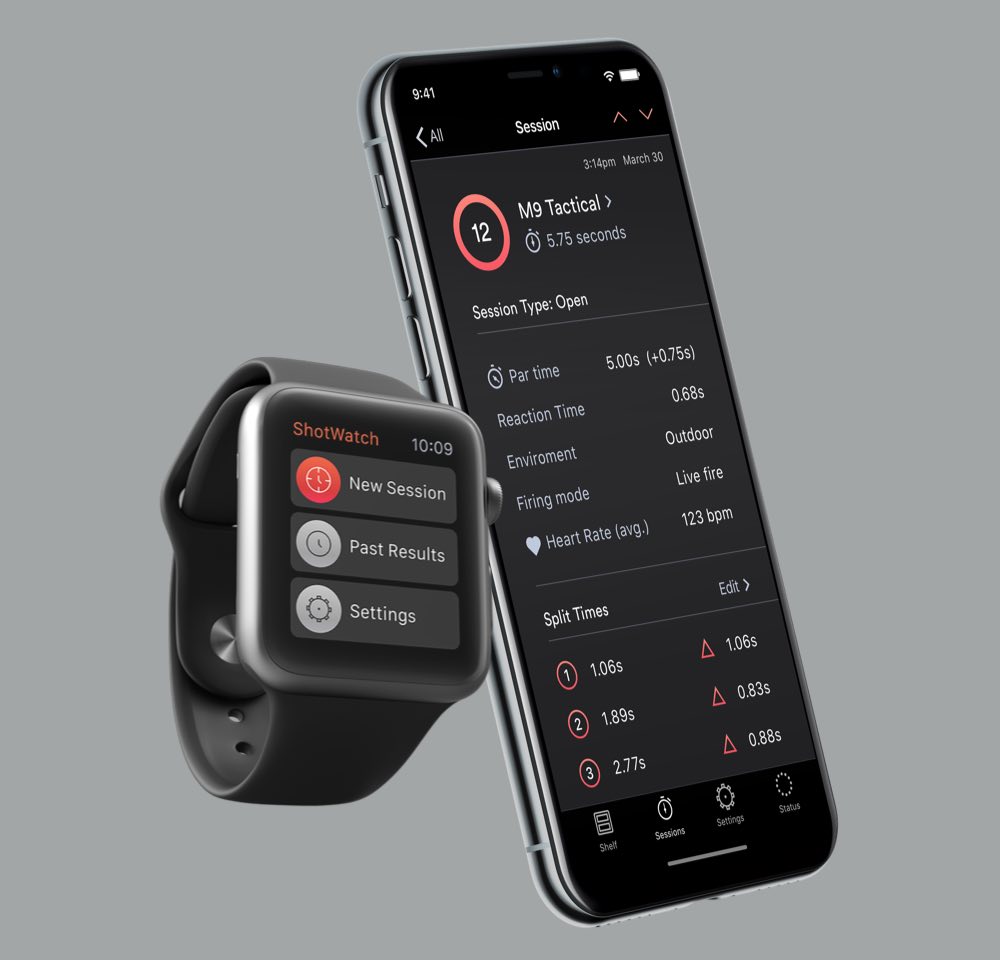 9:41
All
Session
3:14pm March 30
12
M9 Tactical
5.75 seconds
Session Type: Open
Par time 5.00s (+0.75s)
Reaction Time 0.68s
Enviroment Outdoor
Firing mode Live fire
Heart Rate (avg.) 123 bpm
Split Times Edit
1 1.06s 1.06s
2 1.89s 0.83s
3 2.77s 0.88s
Shelf Sessions Settings Status
ShotWatch 10:09
New Session
Past Results
Settings